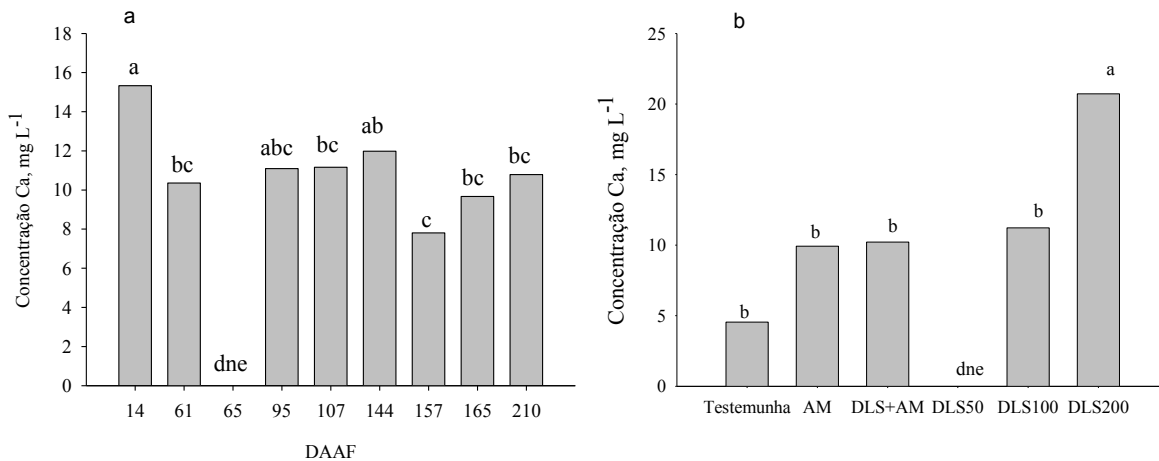 a
Concentração Ca, mg L-1
18
16
14
12
10
8
6
4
2
0
a
bc
dne
abc
bc
ab
c
bc
bc
14 61 65 95 107 144 157 165 210
DAAF
b
Concentração Ca, mg L-1
25
20
15
10
5
0
b
b
b
dne
b
a
Testemunha AM DLS+AM DLS50 DLS100 DLS200